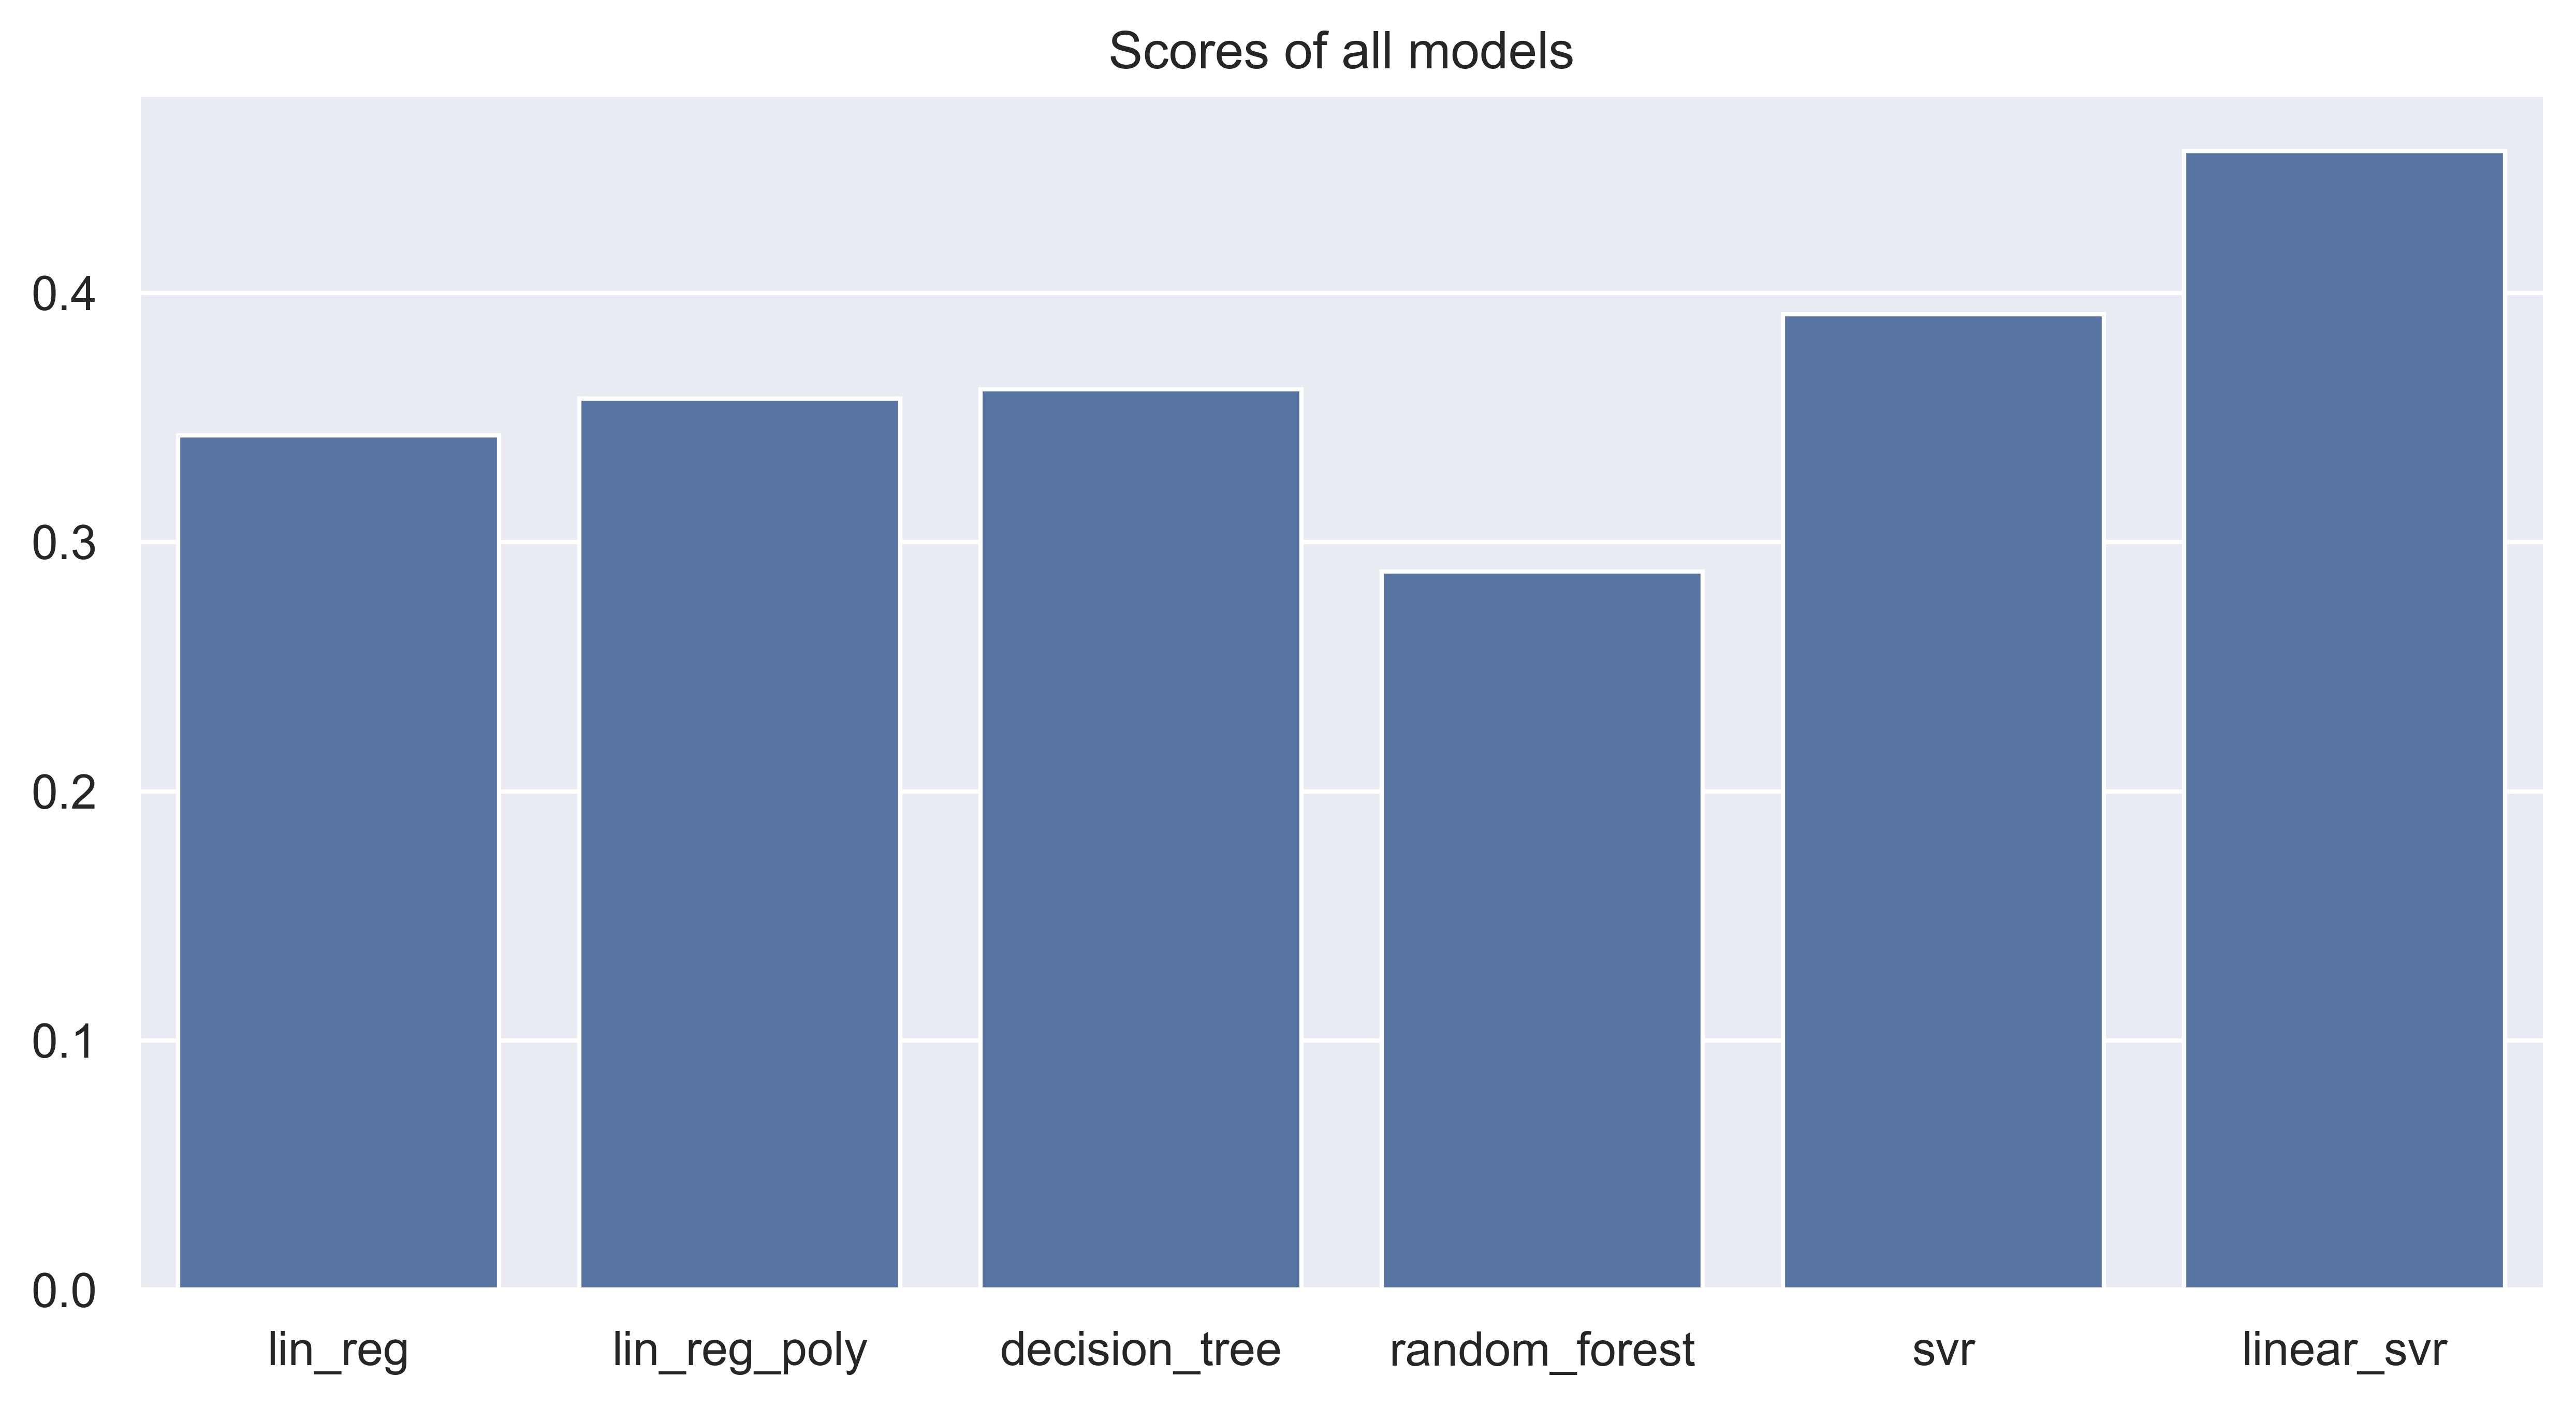 Scores of all models
0.4
0.3
0.2
0.1
0.0
lin_reg lin_reg_poly decision_tree random_forest svr linear_svr